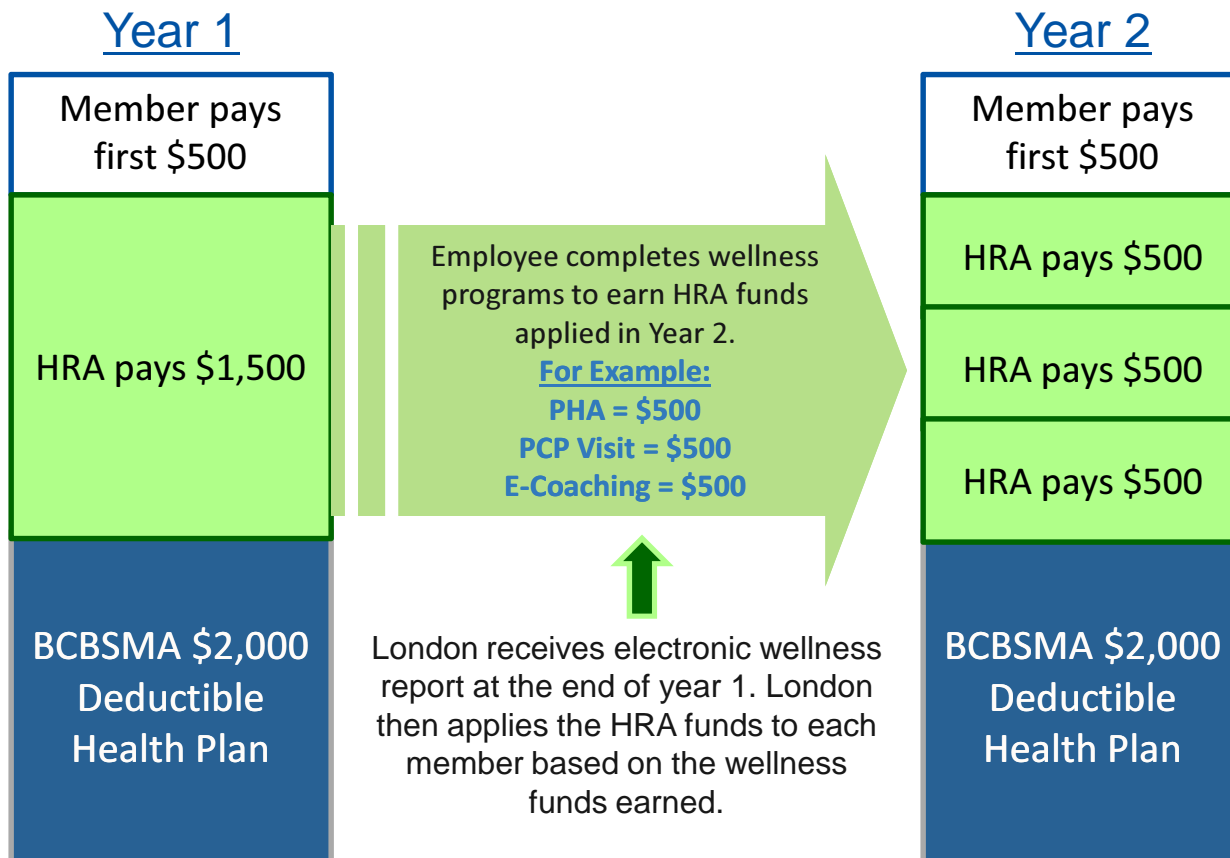 Year 1
Member pays
first $500
HRA pays $1,500
BCBSMA $2,000
Deductible
Health Plan
Employee completes wellness
programs to earn HRA funds
applied in Year 2.
For Example:
PHA = $500
PCP Visit = $500
E-Coaching = $500
London receives electronic wellness
report at the end of year 1. London
then applies the HRA funds to each
member based on the wellness
funds earned.
Year 2
Member pays
first $500
HRA pays $500
HRA pays $500
HRA pays $500
BCBSMA $2,000
Deductible
Health Plan